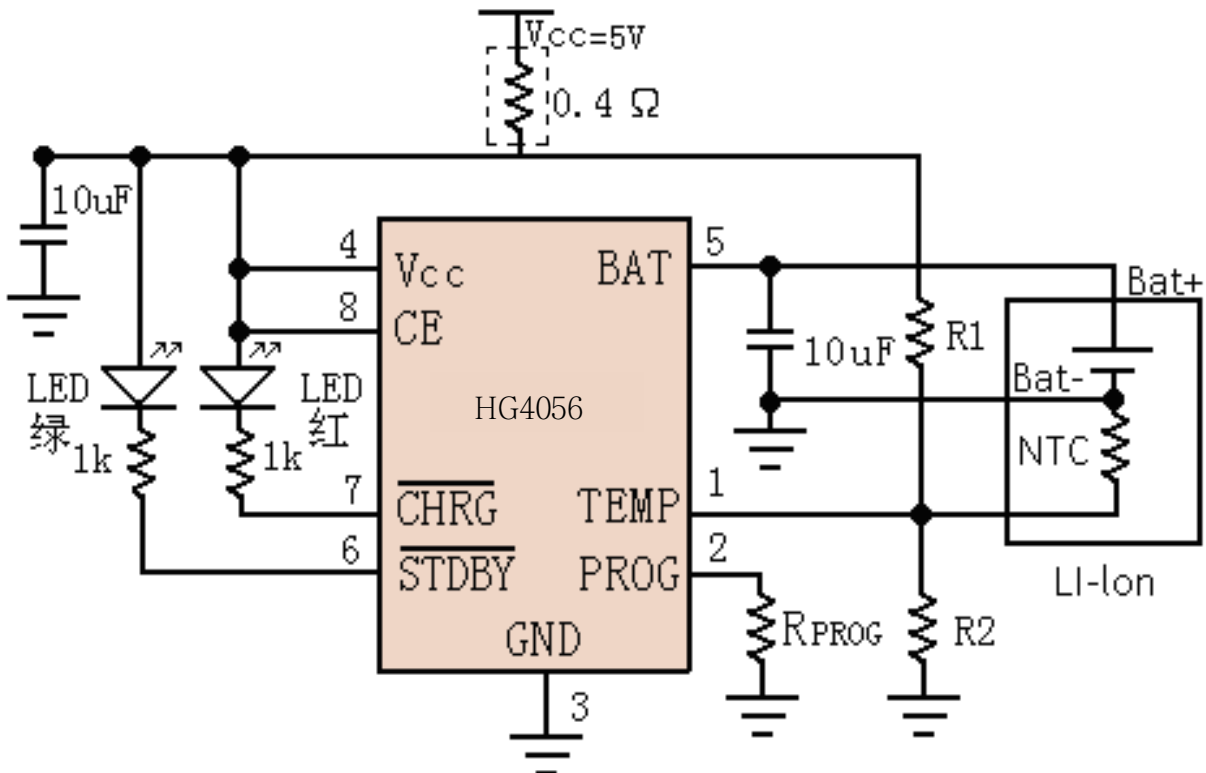 Vcc=5V
0.4 Ω
10uF
4
Vcc
BAT
5
Bat+
8
CE
R1
10uF
LED
绿
LED
红
HG4056
Bat-
1k
1k
NTC
7
CHRG
TEMP
1
6
STDBY
PROG
2
LI-lon
GND
RPROG
R2
3